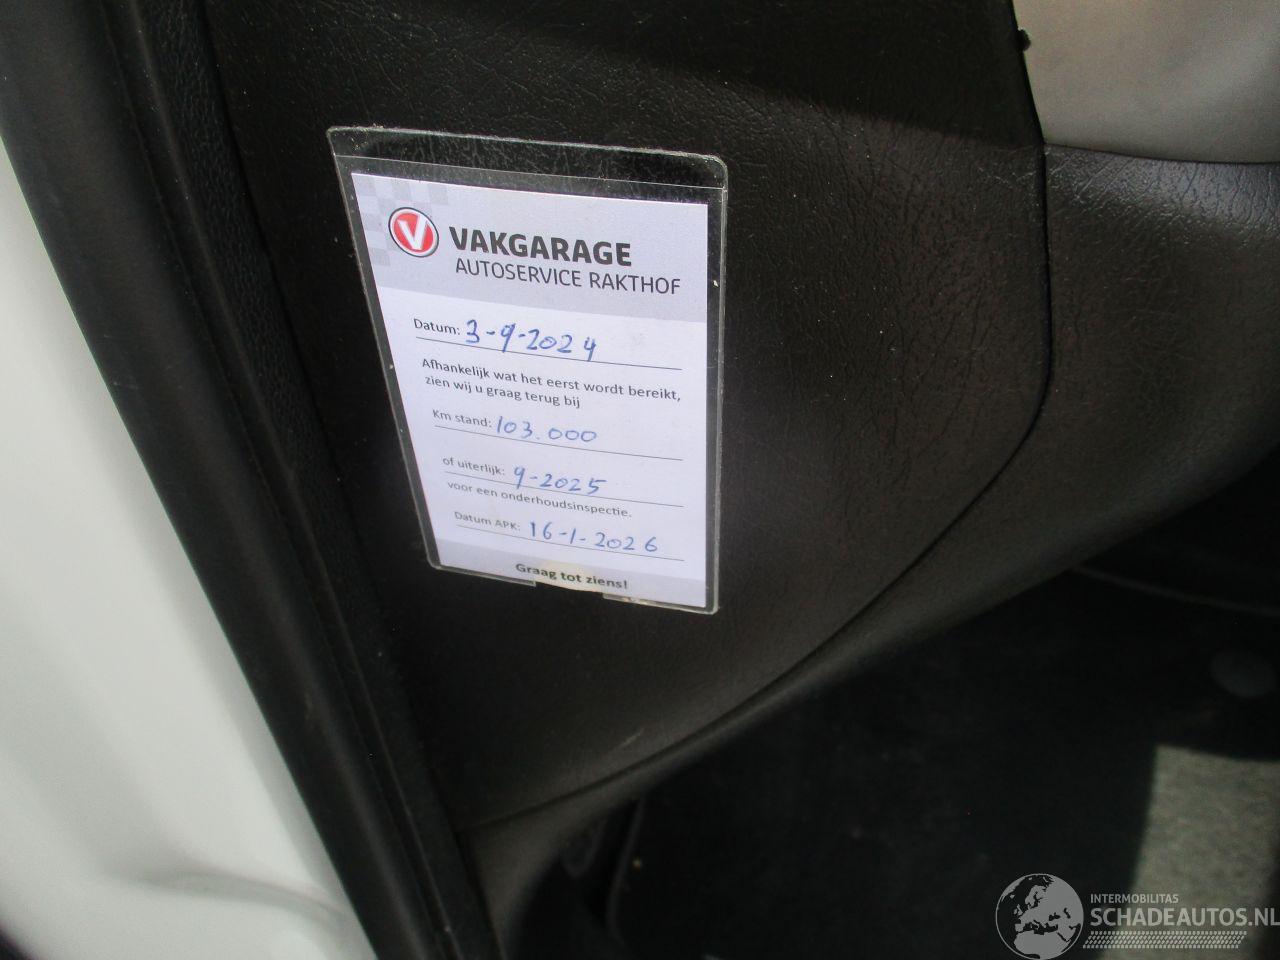 V VAKGARAGE
AUTOSERVICE RAKTHOF
Datum: 3-9-2024
Afhankelijk wat het eerst wordt bereikt,
zien wij u graag terug bij
Km stand: 103.000
of uiterlijk: 9-2025
voor een onderhoudsinspectie.
Datum APK: 16-1-2026
Graag tot ziens!
INTERMOBILITAS
SCHADEAUTOS.NL